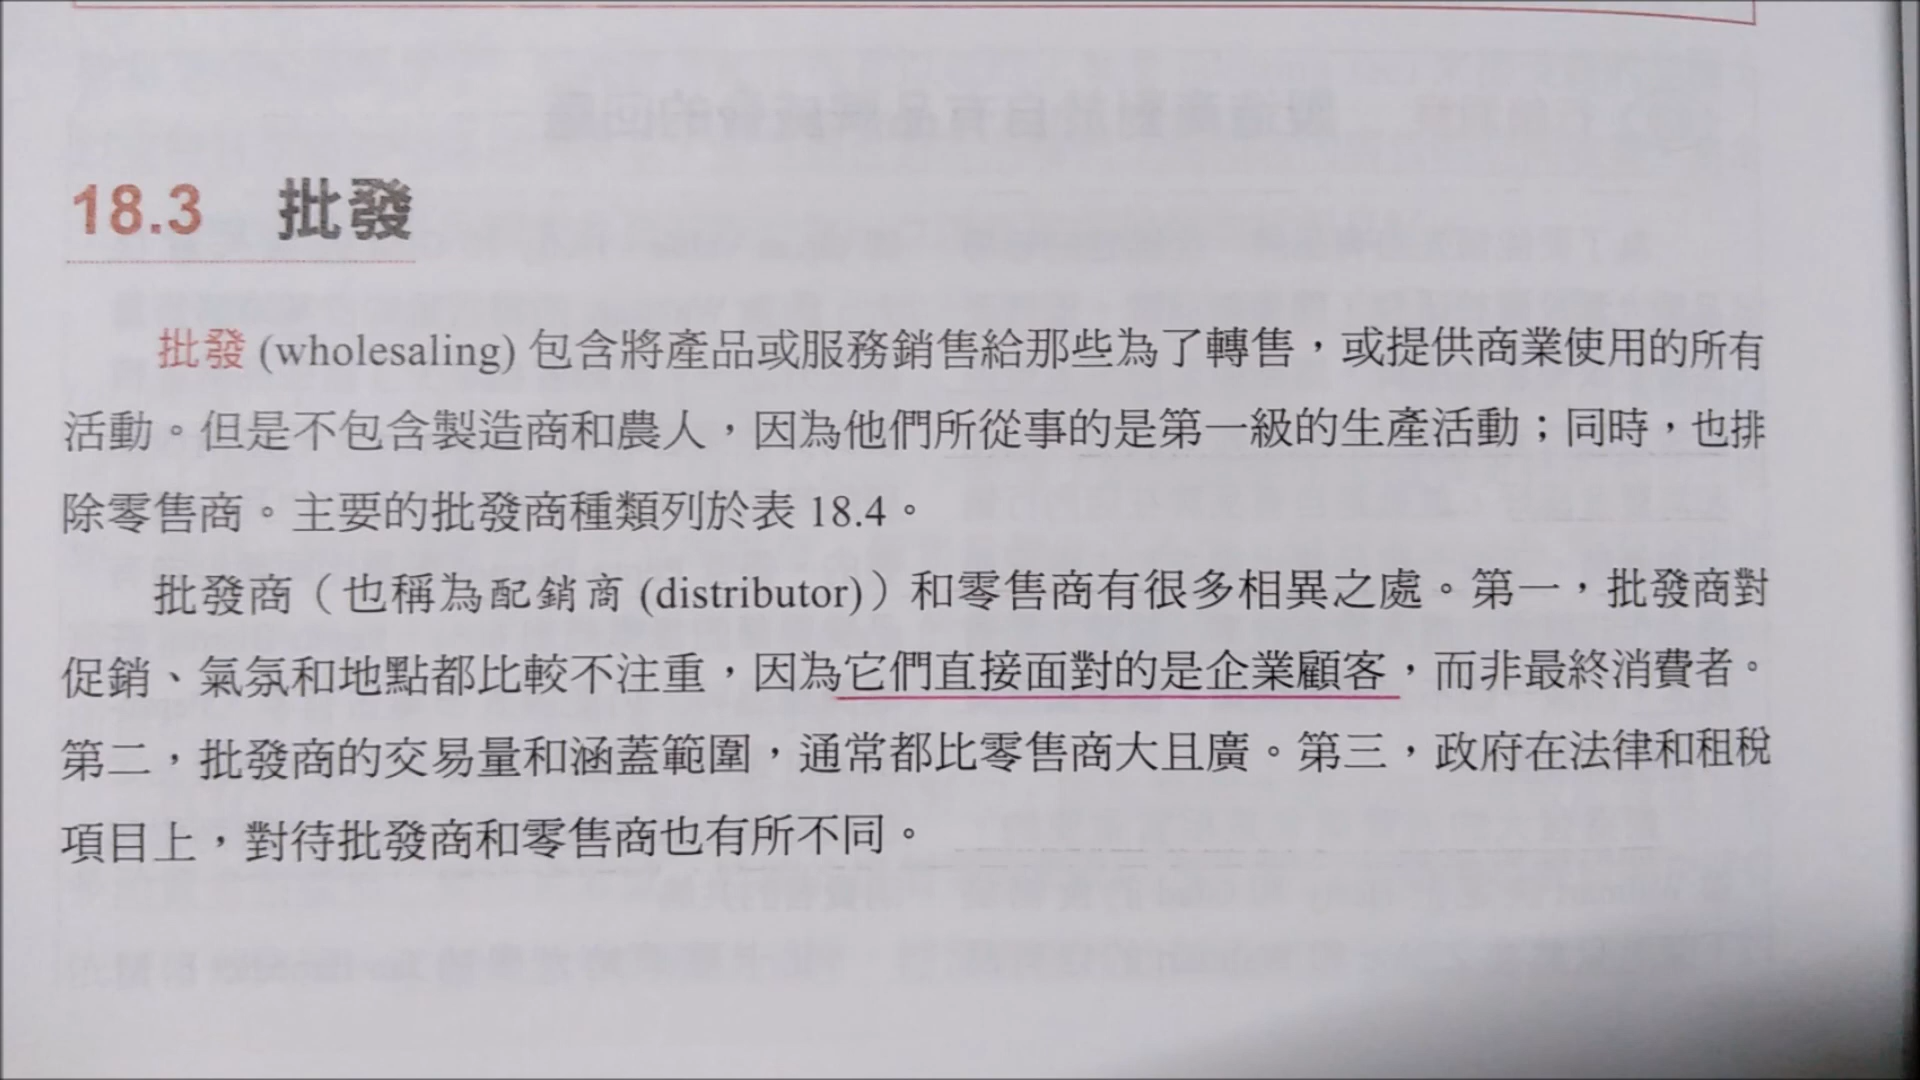 18.3 批發
批發 (wholesaling) 包含將產品或服務銷售給那些為了轉售，或提供商業使用的所有
活動。但是不包含製造商和農人，因為他們所從事的是第一級的生產活動；同時，也排
除零售商。主要的批發商種類列於表 18.4。
批發商（也稱為配銷商 (distributor)）和零售商有很多相異之處。第一，批發商對
促銷、氣氛和地點都比較不注重，因為它們直接面對的是企業顧客，而非最終消費者。
第二，批發商的交易量和涵蓋範圍，通常都比零售商大且廣。第三，政府在法律和租稅
項目上，對待批發商和零售商也有所不同。